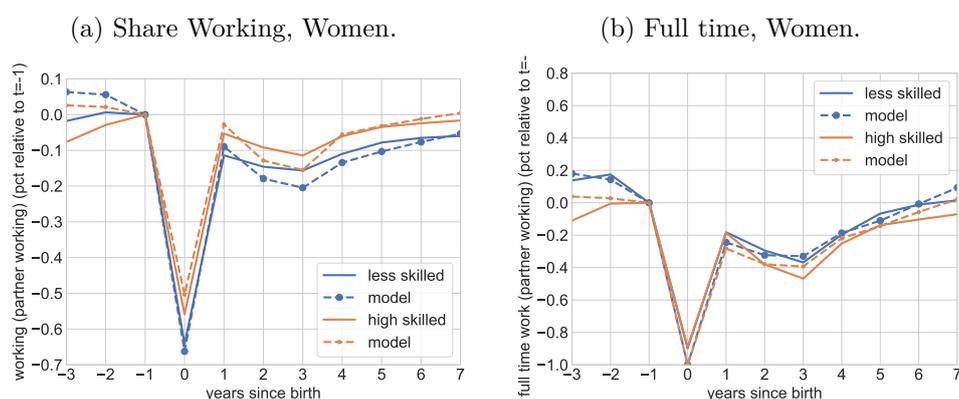 (a) Share Working, Women.
working (partner working) (pct relative to t=-1)
0.1
0.0
−0.1
−0.2
−0.3
−0.4
−0.5
−0.6
−0.7
less skilled
model
high skilled
model
−3 −2 −1 0 1 2 3 4 5 6 7
years since birth
(b) Full time, Women.
full time work (partner working) (pct relative to t=-
0.8
0.6
0.4
0.2
0.0
−0.2
−0.4
−0.6
−0.8
−1.0
less skilled
model
high skilled
model
−3 −2 −1 0 1 2 3 4 5 6 7
years since birth